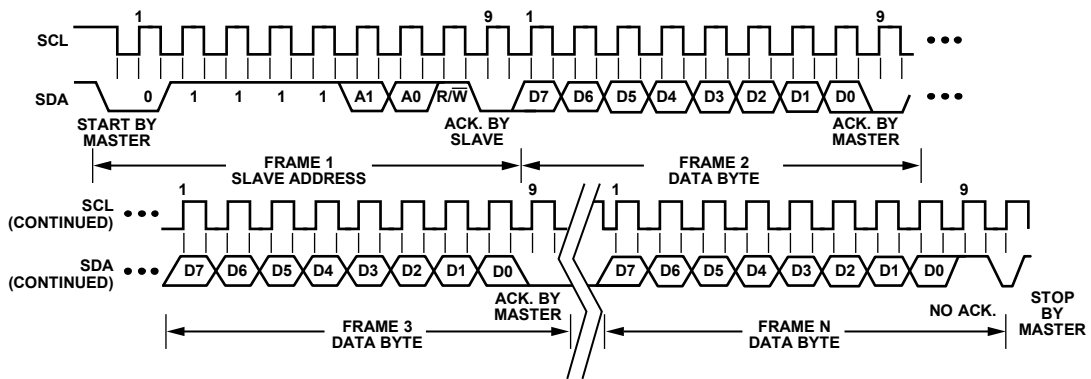 1 9 1 9
SCL
SDA 0 1 1 1 1 A1 A0 R/W̅ D7 D6 D5 D4 D3 D2 D1 D0
START BY MASTER
ACK. BY SLAVE
ACK. BY MASTER
FRAME 1
SLAVE ADDRESS
FRAME 2
DATA BYTE
1 9 1 9
SCL
(CONTINUED)
SDA
(CONTINUED)
D7 D6 D5 D4 D3 D2 D1 D0 D7 D6 D5 D4 D3 D2 D1 D0
ACK. BY
MASTER
NO ACK.
STOP
BY
MASTER
FRAME 3
DATA BYTE
FRAME N
DATA BYTE